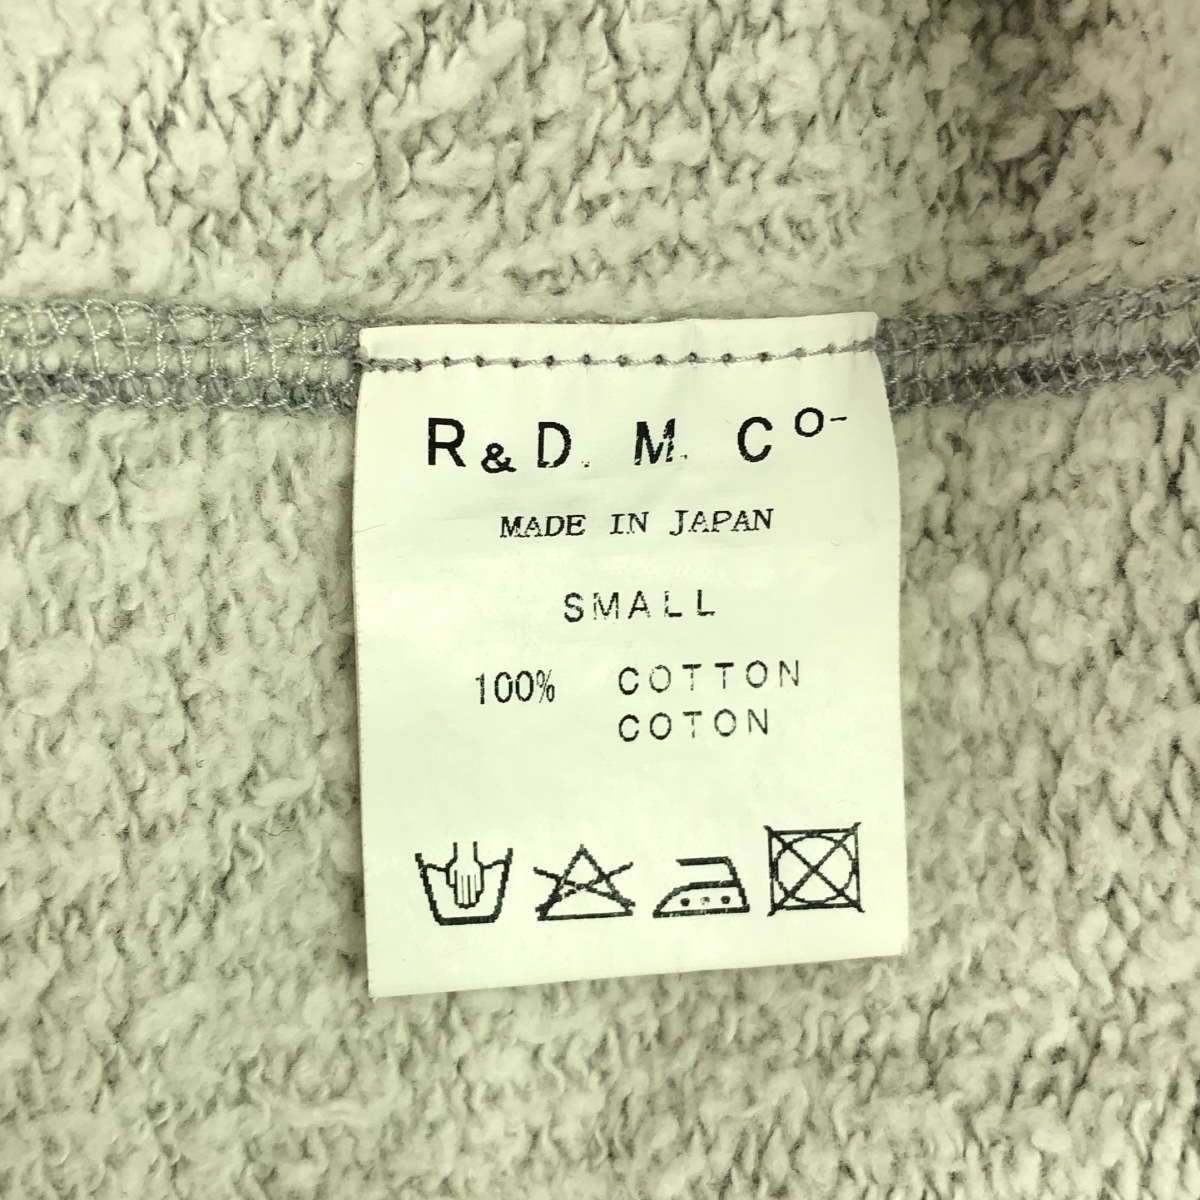 R&D. M. Co-
MADE IN JAPAN
SMALL
100% COTTON
COTON